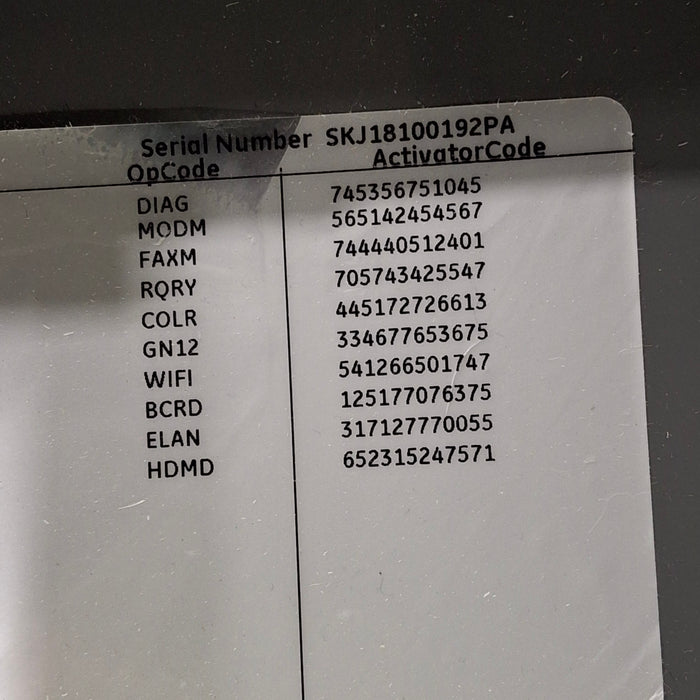 Serial Number SKJ18100192PA
OpCode ActivatorCode
DIAG 745356751045
MODM 565142454567
FAXM 744440512401
RQRY 705743425547
COLR 445172726613
GN12 334677653675
WIFI 541266501747
BCRD 125177076375
ELAN 317127770055
HDMD 652315247571